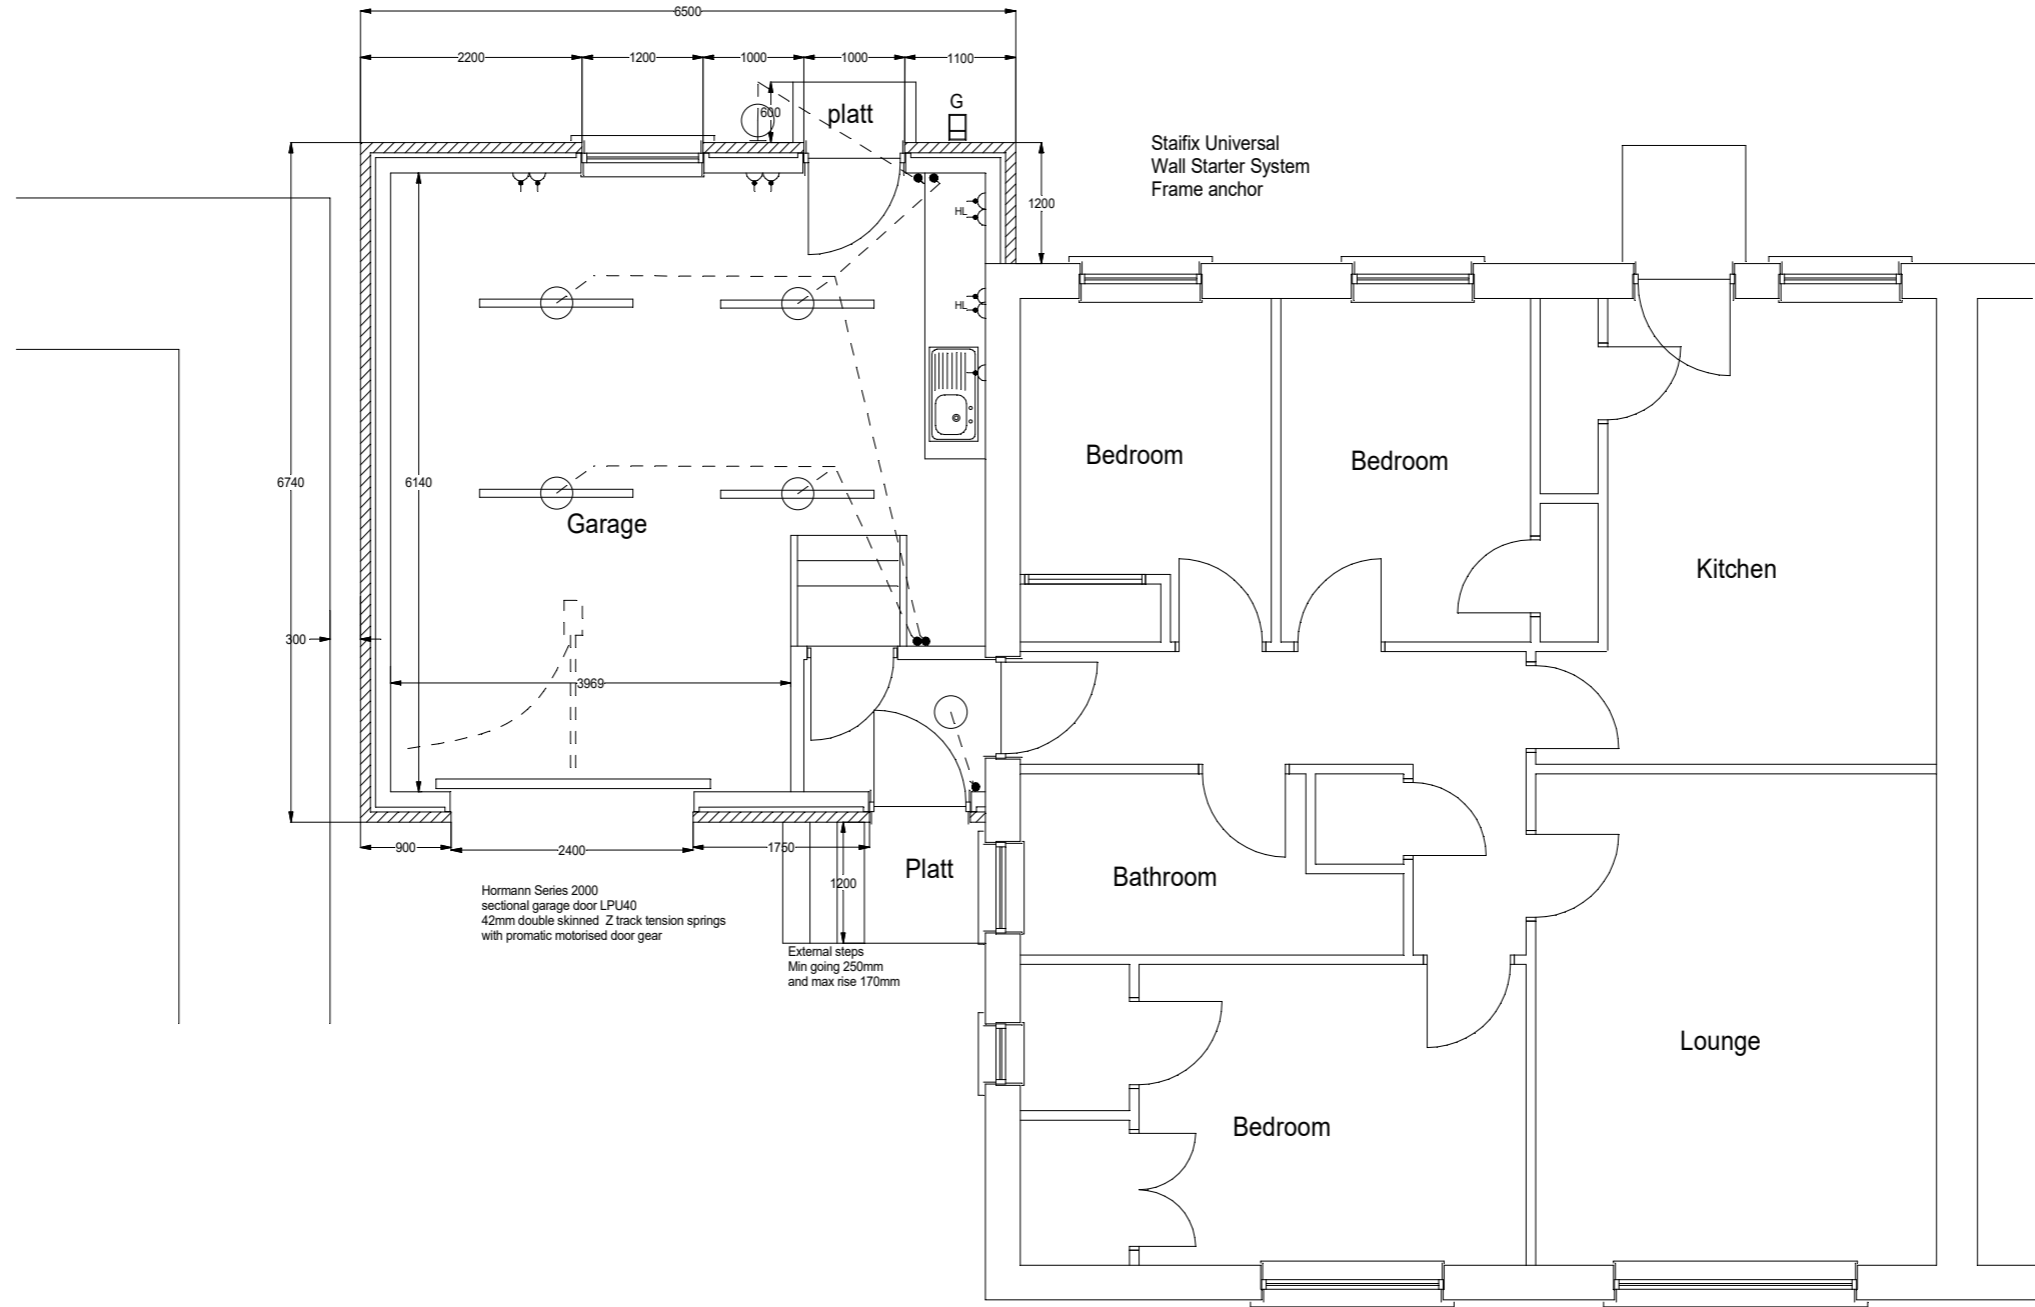 6500
2200
1200
1000
1000
1100
600
platt
G
Staifix Universal
Wall Starter System
Frame anchor
1200
HL
HL
6740
6140
Garage
Bedroom
Bedroom
Kitchen
300
3969
900
2400
1750
1200
Platt
Bathroom
Hormann Series 2000
sectional garage door LPU40
42mm double skinned Z track tension springs
with promatic motorised door gear
External steps
Min going 250mm
and max rise 170mm
Lounge
Bedroom